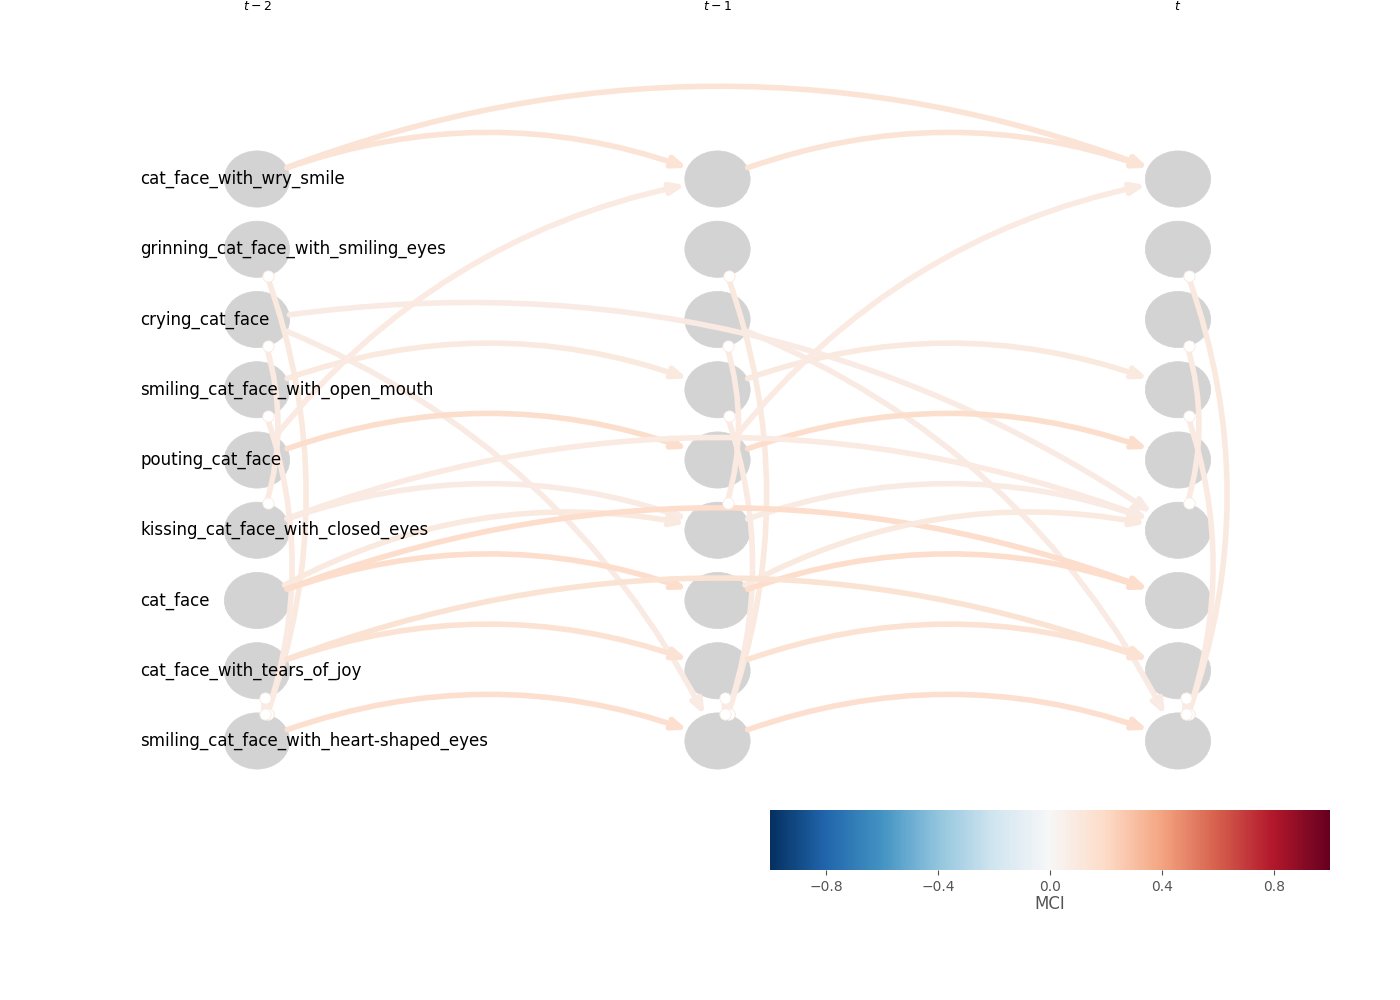 t − 2 t − 1 t
cat_face_with_wry_smile
grinning_cat_face_with_smiling_eyes
crying_cat_face
smiling_cat_face_with_open_mouth
pouting_cat_face
kissing_cat_face_with_closed_eyes
cat_face
cat_face_with_tears_of_joy
smiling_cat_face_with_heart-shaped_eyes
−0.8 −0.4 0.0 0.4 0.8
MCI